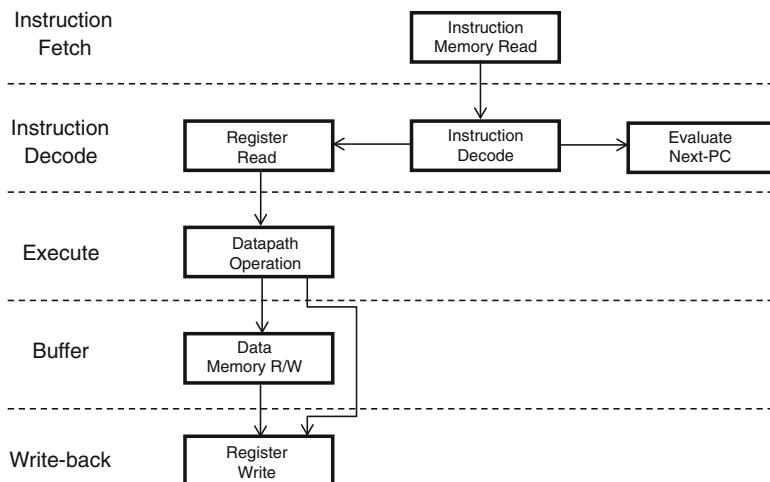 Instruction
Fetch
Instruction
Memory Read
Instruction
Decode
Register
Read
Instruction
Decode
Evaluate
Next-PC
Execute
Datapath
Operation
Buffer
Data
Memory R/W
Write-back
Register
Write